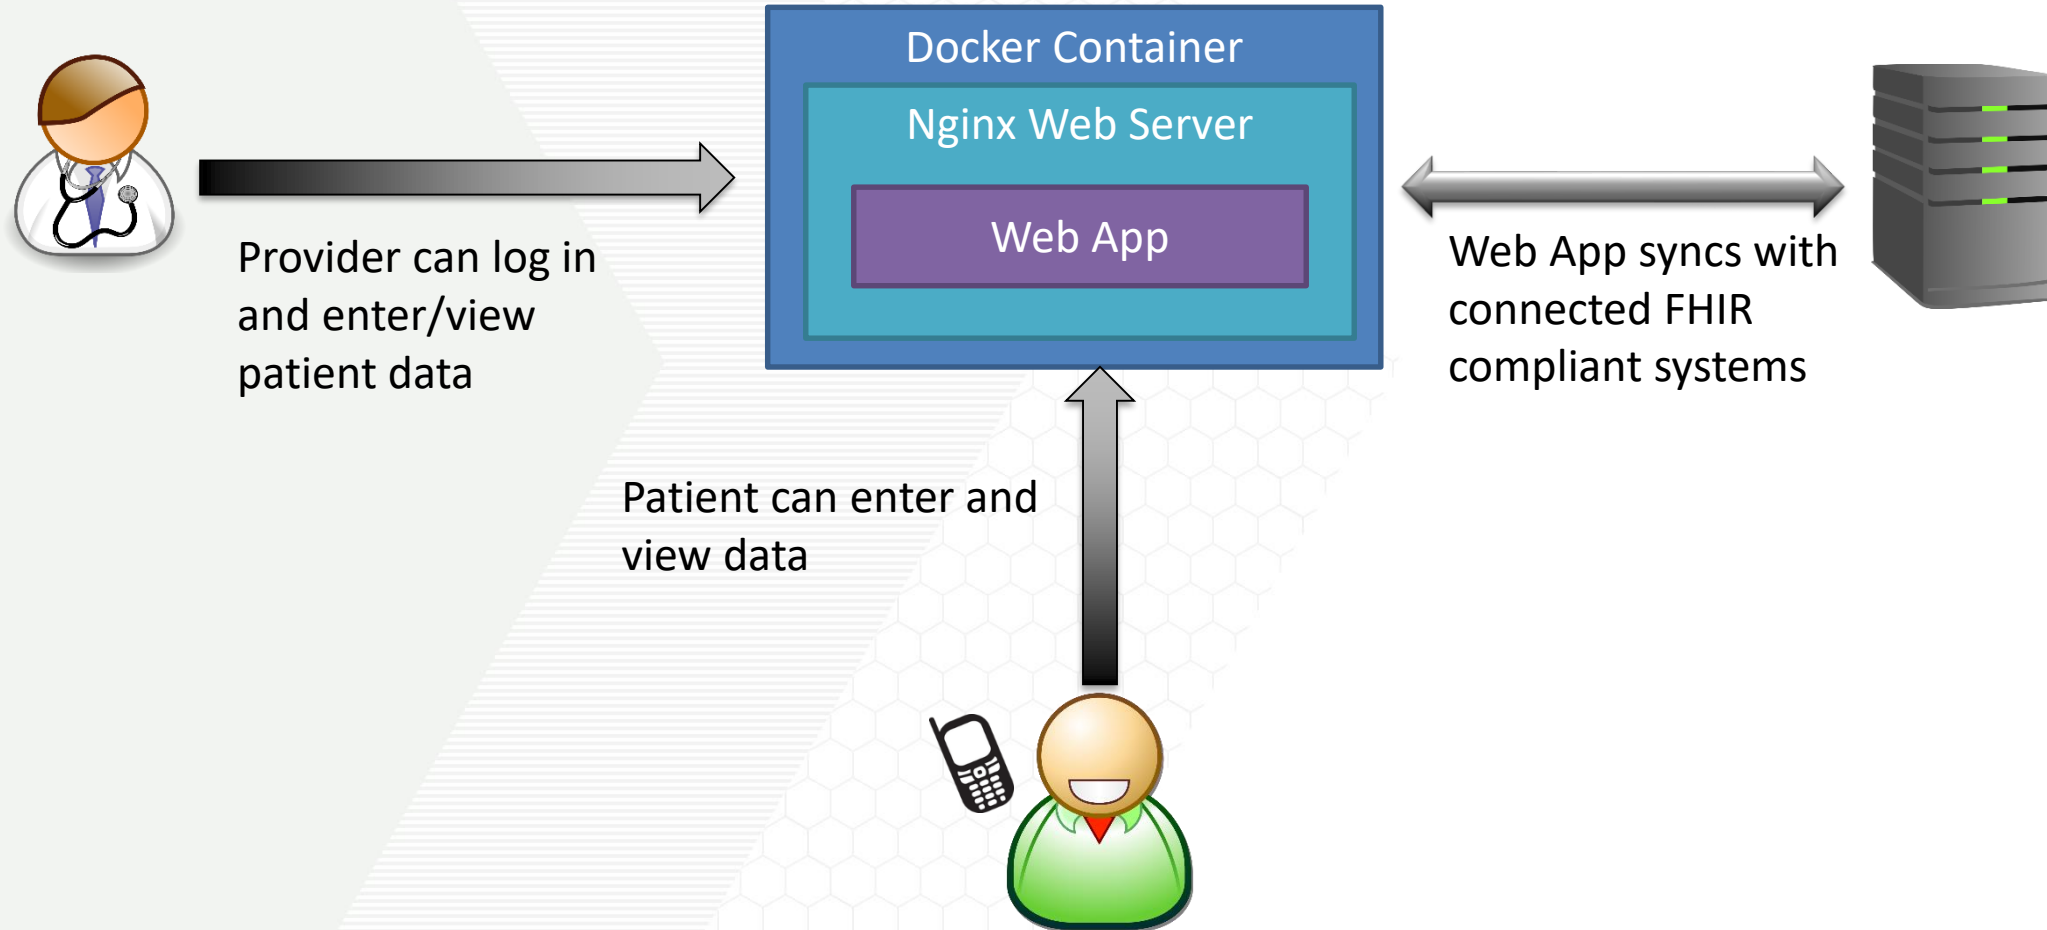 Docker Container
Nginx Web Server
Web App
Provider can log in
and enter/view
patient data
Web App syncs with
connected FHIR
compliant systems
Patient can enter and
view data